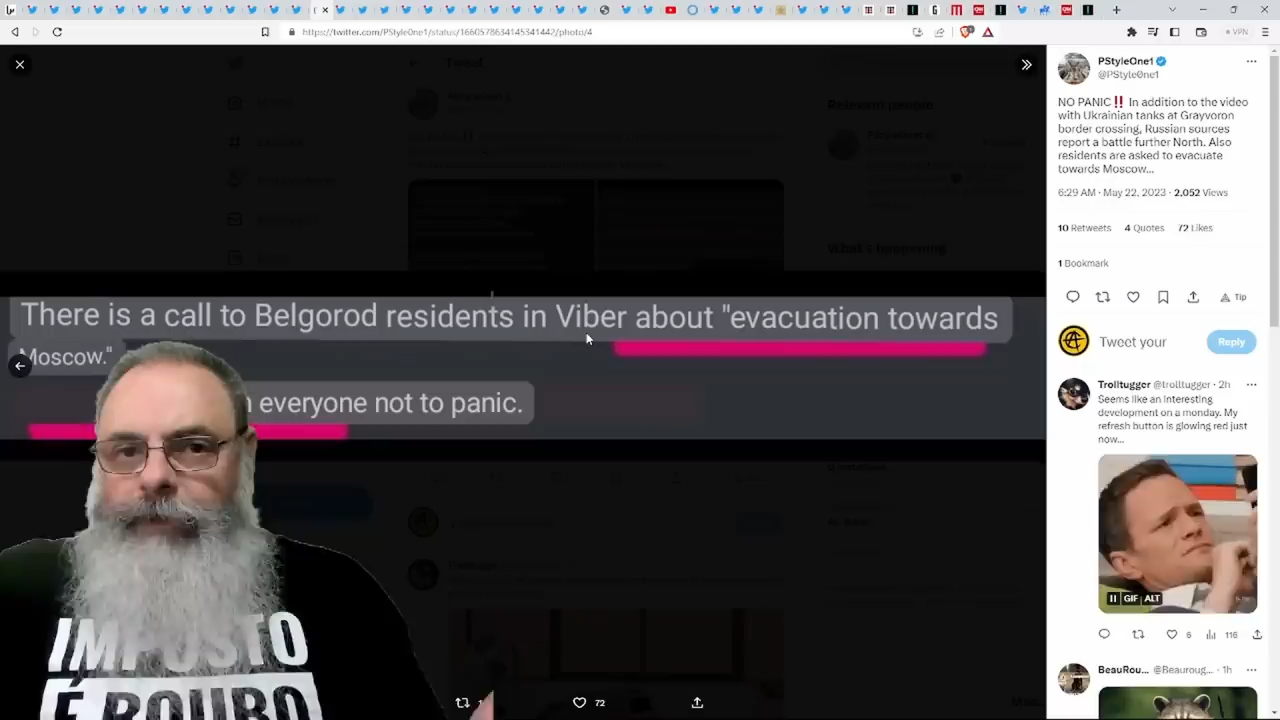 https://twitter.com/PStyle0ne1/status/1660578634145341442/photo/4
VPN
Tweet
Relevant people
What's happening
There is a call to Belgorod residents in Viber about "evacuation towards
Moscow."
everyone not to panic.
72
IMPOSTO
É ROUBO
PStyleOne1
@PStyle0ne1
NO PANIC‼️ In addition to the video
with Ukrainian tanks at Grayvoron
border crossing, Russian sources
report a battle further North. Also
residents are asked to evacuate
towards Moscow...
6:29 AM · May 22, 2023 · 2,052 Views
10 Retweets 4 Quotes 72 Likes
1 Bookmark
Tip
Tweet your
Reply
Trolltugger @trolltugger · 2h
Seems like an interesting
development on a monday. My
refresh button is glowing red just
now...
GIF ALT
6 116
BeauRou... @Beauroug... · 1h